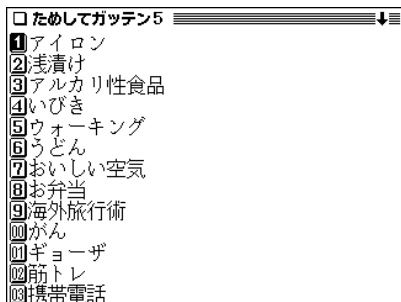 ためしてガッテン5
1アイロン
2浅漬け
3アルカリ性食品
4いびき
5ウォーキング
6うどん
7おいしい空気
8お弁当
9海外旅行術
00がん
01ギョーザ
02筋トレ
03携帯電話